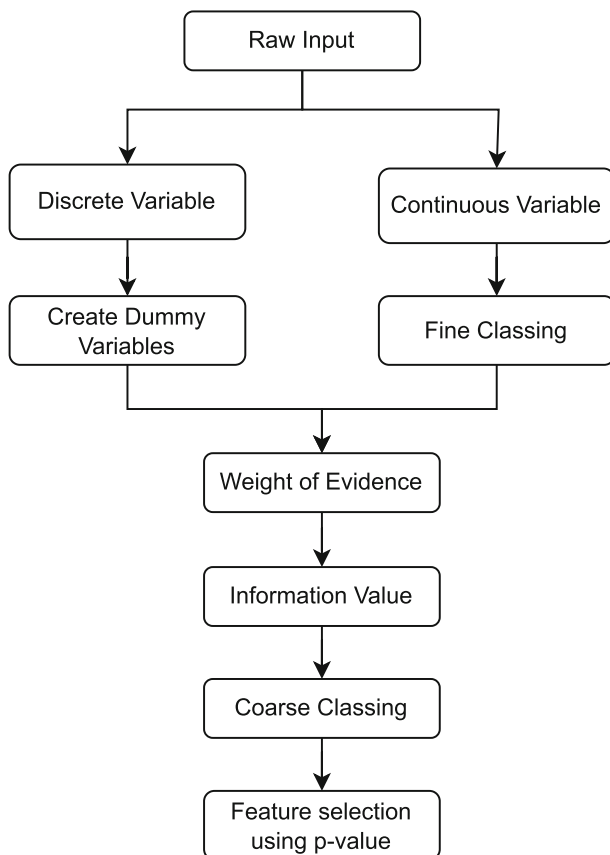 Raw Input
Discrete Variable
Continuous Variable
Create Dummy
Variables
Fine Classing
Weight of Evidence
Information Value
Coarse Classing
Feature selection
using p-value